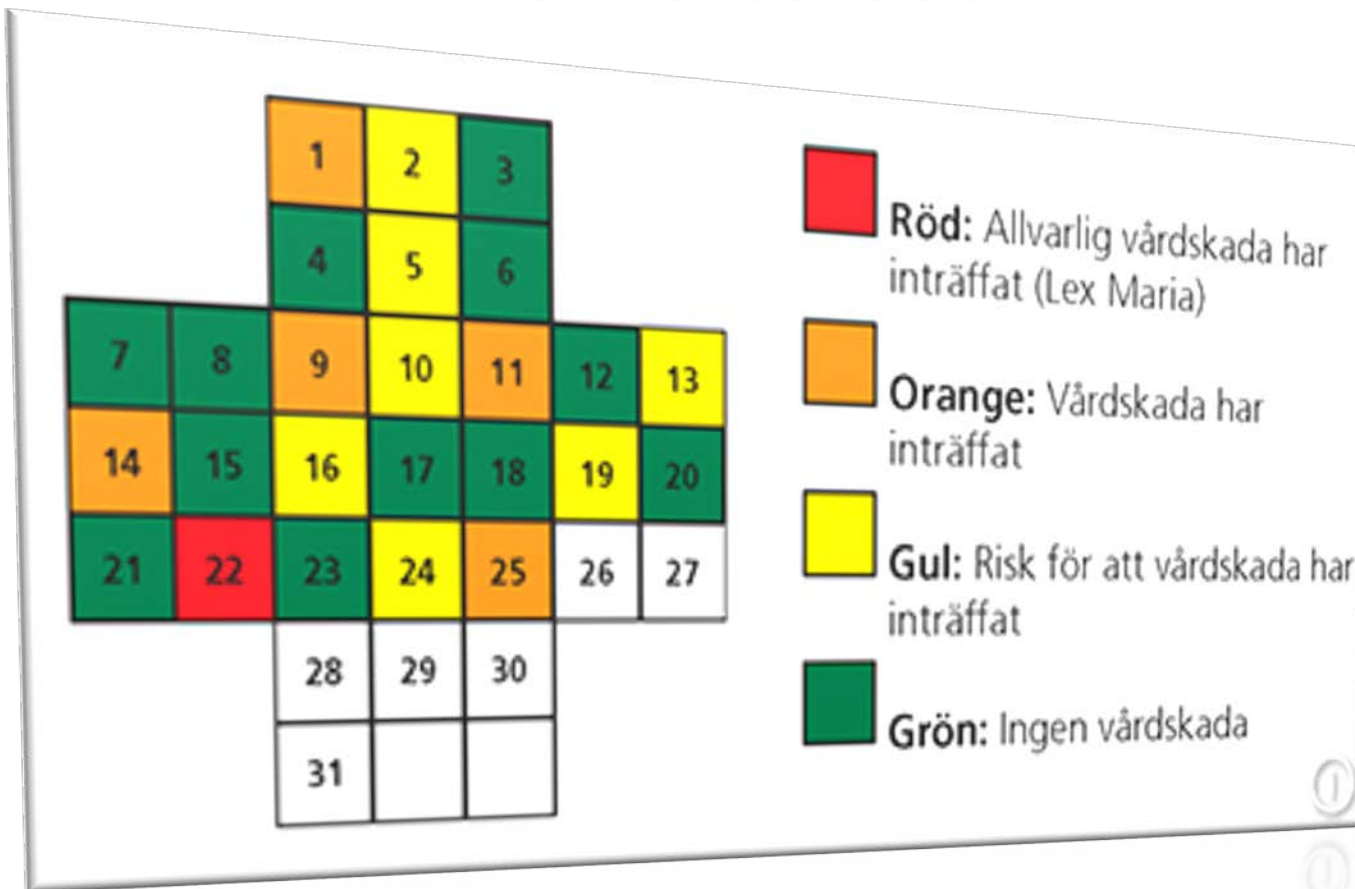 1 2 3
4 5 6
7 8 9 10 11 12 13
14 15 16 17 18 19 20
21 22 23 24 25 26 27
28 29 30
31
Röd: Allvarlig vårdskada har
inträffat (Lex Maria)
Orange: Vårdskada har
inträffat
Gul: Risk för att vårdskada har
inträffat
Grön: Ingen vårdskada